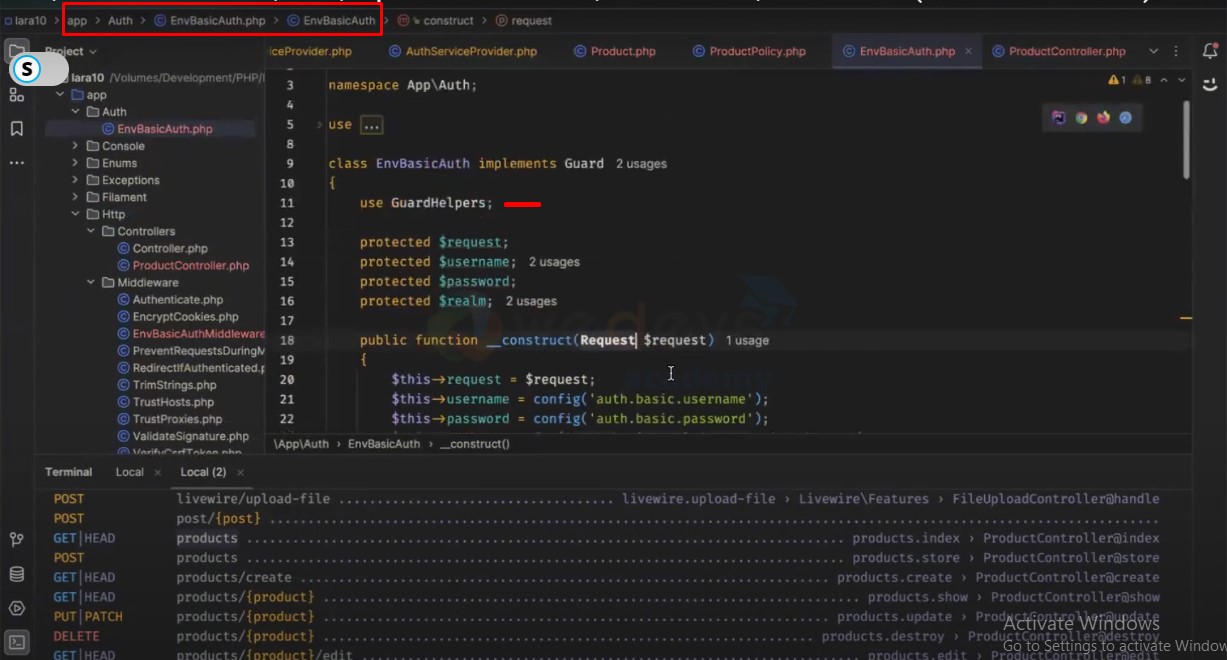 lara10 > app > Auth > EnvBasicAuth.php > EnvBasicAuth > construct > request
S
Project
iceProvider.php AuthServiceProvider.php Product.php ProductPolicy.php EnvBasicAuth.php × ProductController.php
lara10 /Volumes/Development/PHP/l
app
Auth
EnvBasicAuth.php
Console
Enums
Exceptions
Filament
Http
Controllers
Controller.php
ProductController.php
Middleware
Authenticate.php
EncryptCookies.php
EnvBasicAuthMiddleware
PreventRequestsDuringM
RedirectIfAuthenticated.p
TrimStrings.php
TrustHosts.php
TrustProxies.php
ValidateSignature.php
VerifyCsrfToken.php
1 8
3 namespace App\Auth;
4
5 > use ...
8
9 class EnvBasicAuth implements Guard 2 usages
10 {
11 use GuardHelpers;
12
13 protected $request;
14 protected $username; 2 usages
15 protected $password;
16 protected $realm; 2 usages
17
18 public function __construct(Request $request) 1 usage
19 {
20 $this→request = $request;
21 $this→username = config('auth.basic.username');
22 $this→password = config('auth.basic.password');
\App\Auth > EnvBasicAuth > __construct()
Terminal Local × Local (2) ×
POST livewire/upload-file ................................... livewire.upload-file › Livewire\Features › FileUploadController@handle
POST post/{post} ...................................
GET|HEAD products ................................... products.index › ProductController@index
POST products ................................... products.store › ProductController@store
GET|HEAD products/create ................................... products.create › ProductController@create
GET|HEAD products/{product} ................................... products.show › ProductController@show
PUT|PATCH products/{product} ................................... products.update › ProductController@update
DELETE products/{product} ................................... products.destroy › ProductController@destroy
GET|HEAD products/{product}/edit ................................... products.edit › ProductController@edit
Activate Windows
Go to Settings to activate Window